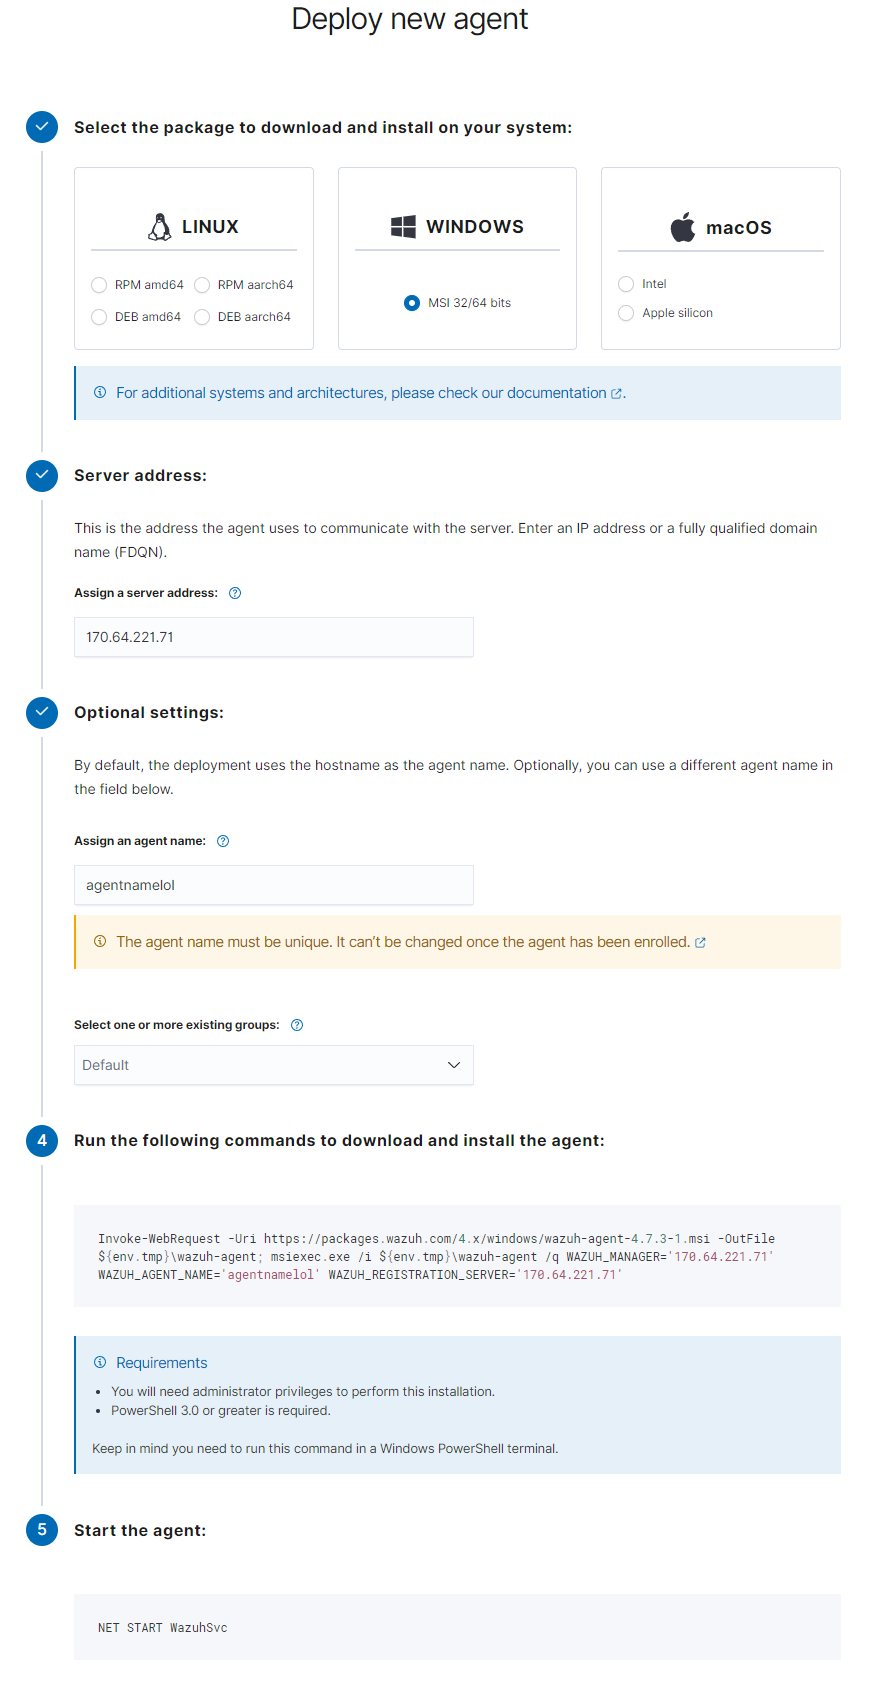 Deploy new agent
Select the package to download and install on your system:
LINUX
RPM amd64 RPM aarch64
DEB amd64 DEB aarch64
WINDOWS
MSI 32/64 bits
macOS
Intel
Apple silicon
For additional systems and architectures, please check our documentation.
Server address:
This is the address the agent uses to communicate with the server. Enter an IP address or a fully qualified domain
name (FDQN).
Assign a server address:
170.64.221.71
Optional settings:
By default, the deployment uses the hostname as the agent name. Optionally, you can use a different agent name in
the field below.
Assign an agent name:
agentnamelol
The agent name must be unique. It can’t be changed once the agent has been enrolled.
Select one or more existing groups:
Default
4 Run the following commands to download and install the agent:
Invoke-WebRequest -Uri https://packages.wazuh.com/4.x/windows/wazuh-agent-4.7.3-1.msi -OutFile
${env.tmp}\wazuh-agent; msiexec.exe /i ${env.tmp}\wazuh-agent /q WAZUH_MANAGER='170.64.221.71'
WAZUH_AGENT_NAME='agentnamelol' WAZUH_REGISTRATION_SERVER='170.64.221.71'
Requirements
• You will need administrator privileges to perform this installation.
• PowerShell 3.0 or greater is required.
Keep in mind you need to run this command in a Windows PowerShell terminal.
5 Start the agent:
NET START WazuhSvc